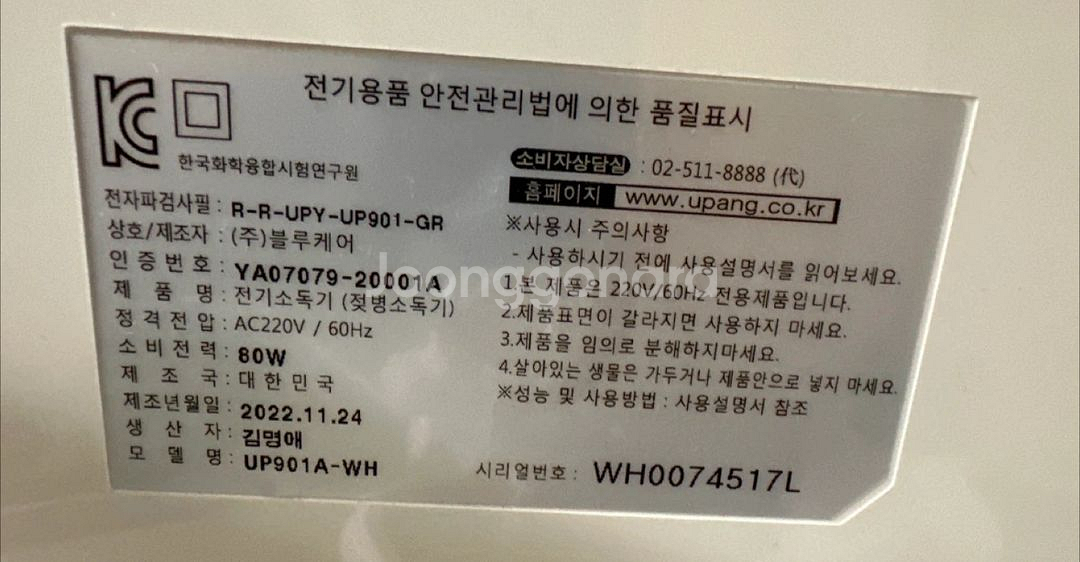 전기용품 안전관리법에 의한 품질표시
한국화학융합시험연구원
전자파검사필 : R-R-UPY-UP901-GR
상호/제조자 : (주)블루케어
인증번호 : YA07079-20001A
제품명 : 전기소독기 (젖병소독기)
정격전압 : AC220V / 60Hz
소비전력 : 80W
제조국 : 대한민국
제조년월일 : 2022.11.24
생산자 : 김명애
모델명 : UP901A-WH
소비자상담실 : 02-511-8888 (代)
홈페이지 www.upang.co.kr
※사용시 주의사항
- 사용하시기 전에 사용설명서를 읽어보세요.
1.본 제품은 220V/60Hz 전용제품입니다.
2.제품표면이 갈라지면 사용하지 마세요.
3.제품을 임의로 분해하지마세요.
4.살아있는 생물은 가두거나 제품안으로 넣지 마세요.
※성능 및 사용방법 : 사용설명서 참조
시리얼번호 : WH0074517L